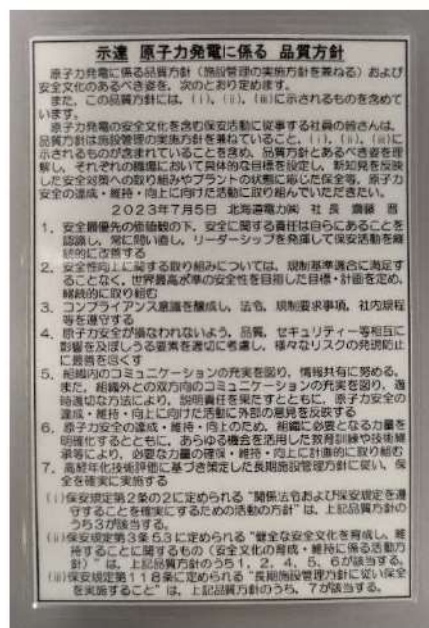 示達 原子力発電に係る 品質方針
原子力発電に係る品質方針（施設管理の実施方針を兼ねる）および
安全文化のあるべき姿を、次のとおり定めます。
また、この品質方針には、(ⅰ)，(ⅱ)，(ⅲ)に示されるものを含めて
います。
原子力発電の安全文化を含む保安活動に従事する社員の皆さんは、
品質方針は施設管理の実施方針を兼ねていること、(ⅰ)，(ⅱ)，(ⅲ)に
示されるものが含まれていることを含め、品質方針とあるべき姿を理
解し、それぞれの職場において具体的な目標を設定し、新知見を反映
した安全対策への取り組みやプラントの状態に応じた保全等、原子力
安全の達成・維持・向上に向けた活動に取り組んでいただきたい。
2023年7月5日 北海道電力㈱ 社 長 齋藤 晋
1．安全最優先の価値観の下、安全に関する責任は自らにあることを
認識し、常に問い直し、リーダーシップを発揮して保安活動を継
続的に改善する
2．安全性向上に関する取り組みについては、規制基準適合に満足す
ることなく、世界最高水準の安全性を目指した目標・計画を定め、
継続的に取り組む
3．コンプライアンス意識を醸成し、法令、規制要求事項、社内規程
等を遵守する
4．原子力安全が損なわれないよう、品質、セキュリティー等相互に
影響を及ぼしうる要素を適切に考慮し、様々なリスクの発現防止
に最善を尽くす
5．組織内のコミュニケーションの充実を図り、情報共有に努める。
また、組織外との双方向のコミュニケーションの充実を図り、適
時適切な方法により、説明責任を果たすとともに、原子力安全の
達成・維持・向上に向けた活動に外部の意見を反映する
6．原子力安全の達成・維持・向上のため、組織に必要となる力量を
明確化するとともに、あらゆる機会を活用した教育訓練や技術継
承等により、必要な力量の確保・維持・向上に計画的に取り組む
7．高経年化技術評価に基づき策定した長期施設管理方針に従い、保
全を確実に実施する
(ⅰ)保安規定第2条の2に定められる“関係法令および保安規定を遵
守することを確実にするための活動の方針”は、上記品質方針の
うち3が該当する。
(ⅱ)保安規定第3条5.3に定められる“健全な安全文化を育成し、維
持することに関するもの（安全文化の育成・維持に係る活動方
針）”は、上記品質方針のうち1，2，4，5，6が該当する。
(ⅲ)保安規定第118条に定められる“長期施設管理方針に従い保全
を実施すること”は、上記品質方針のうち、7が該当する。